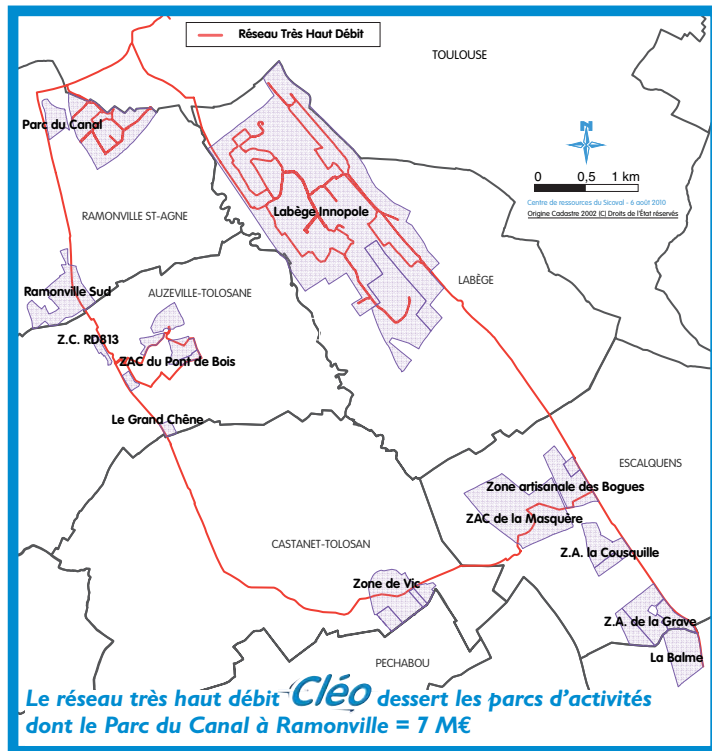 Réseau Très Haut Débit
TOULOUSE
Parc du Canal
N
0 0,5 1 km
Centre de ressources du Sicoval - 6 août 2010
Origine Cadastre 2002 (C) Droits de l'État réservés
RAMONVILLE ST-AGNE
Labège Innopole
LABÈGE
Ramonville Sud
AUZEVILLE-TOLOSANE
Z.C. RD813
ZAC du Pont de Bois
Le Grand Chêne
ESCALQUENS
Zone artisanale des Bogues
ZAC de la Masquère
CASTANET-TOLOSAN
Z.A. la Cousquille
Zone de Vic
Z.A. de la Grave
La Balme
PECHABOU
Le réseau très haut débit Cléo dessert les parcs d'activités
dont le Parc du Canal à Ramonville = 7 M€